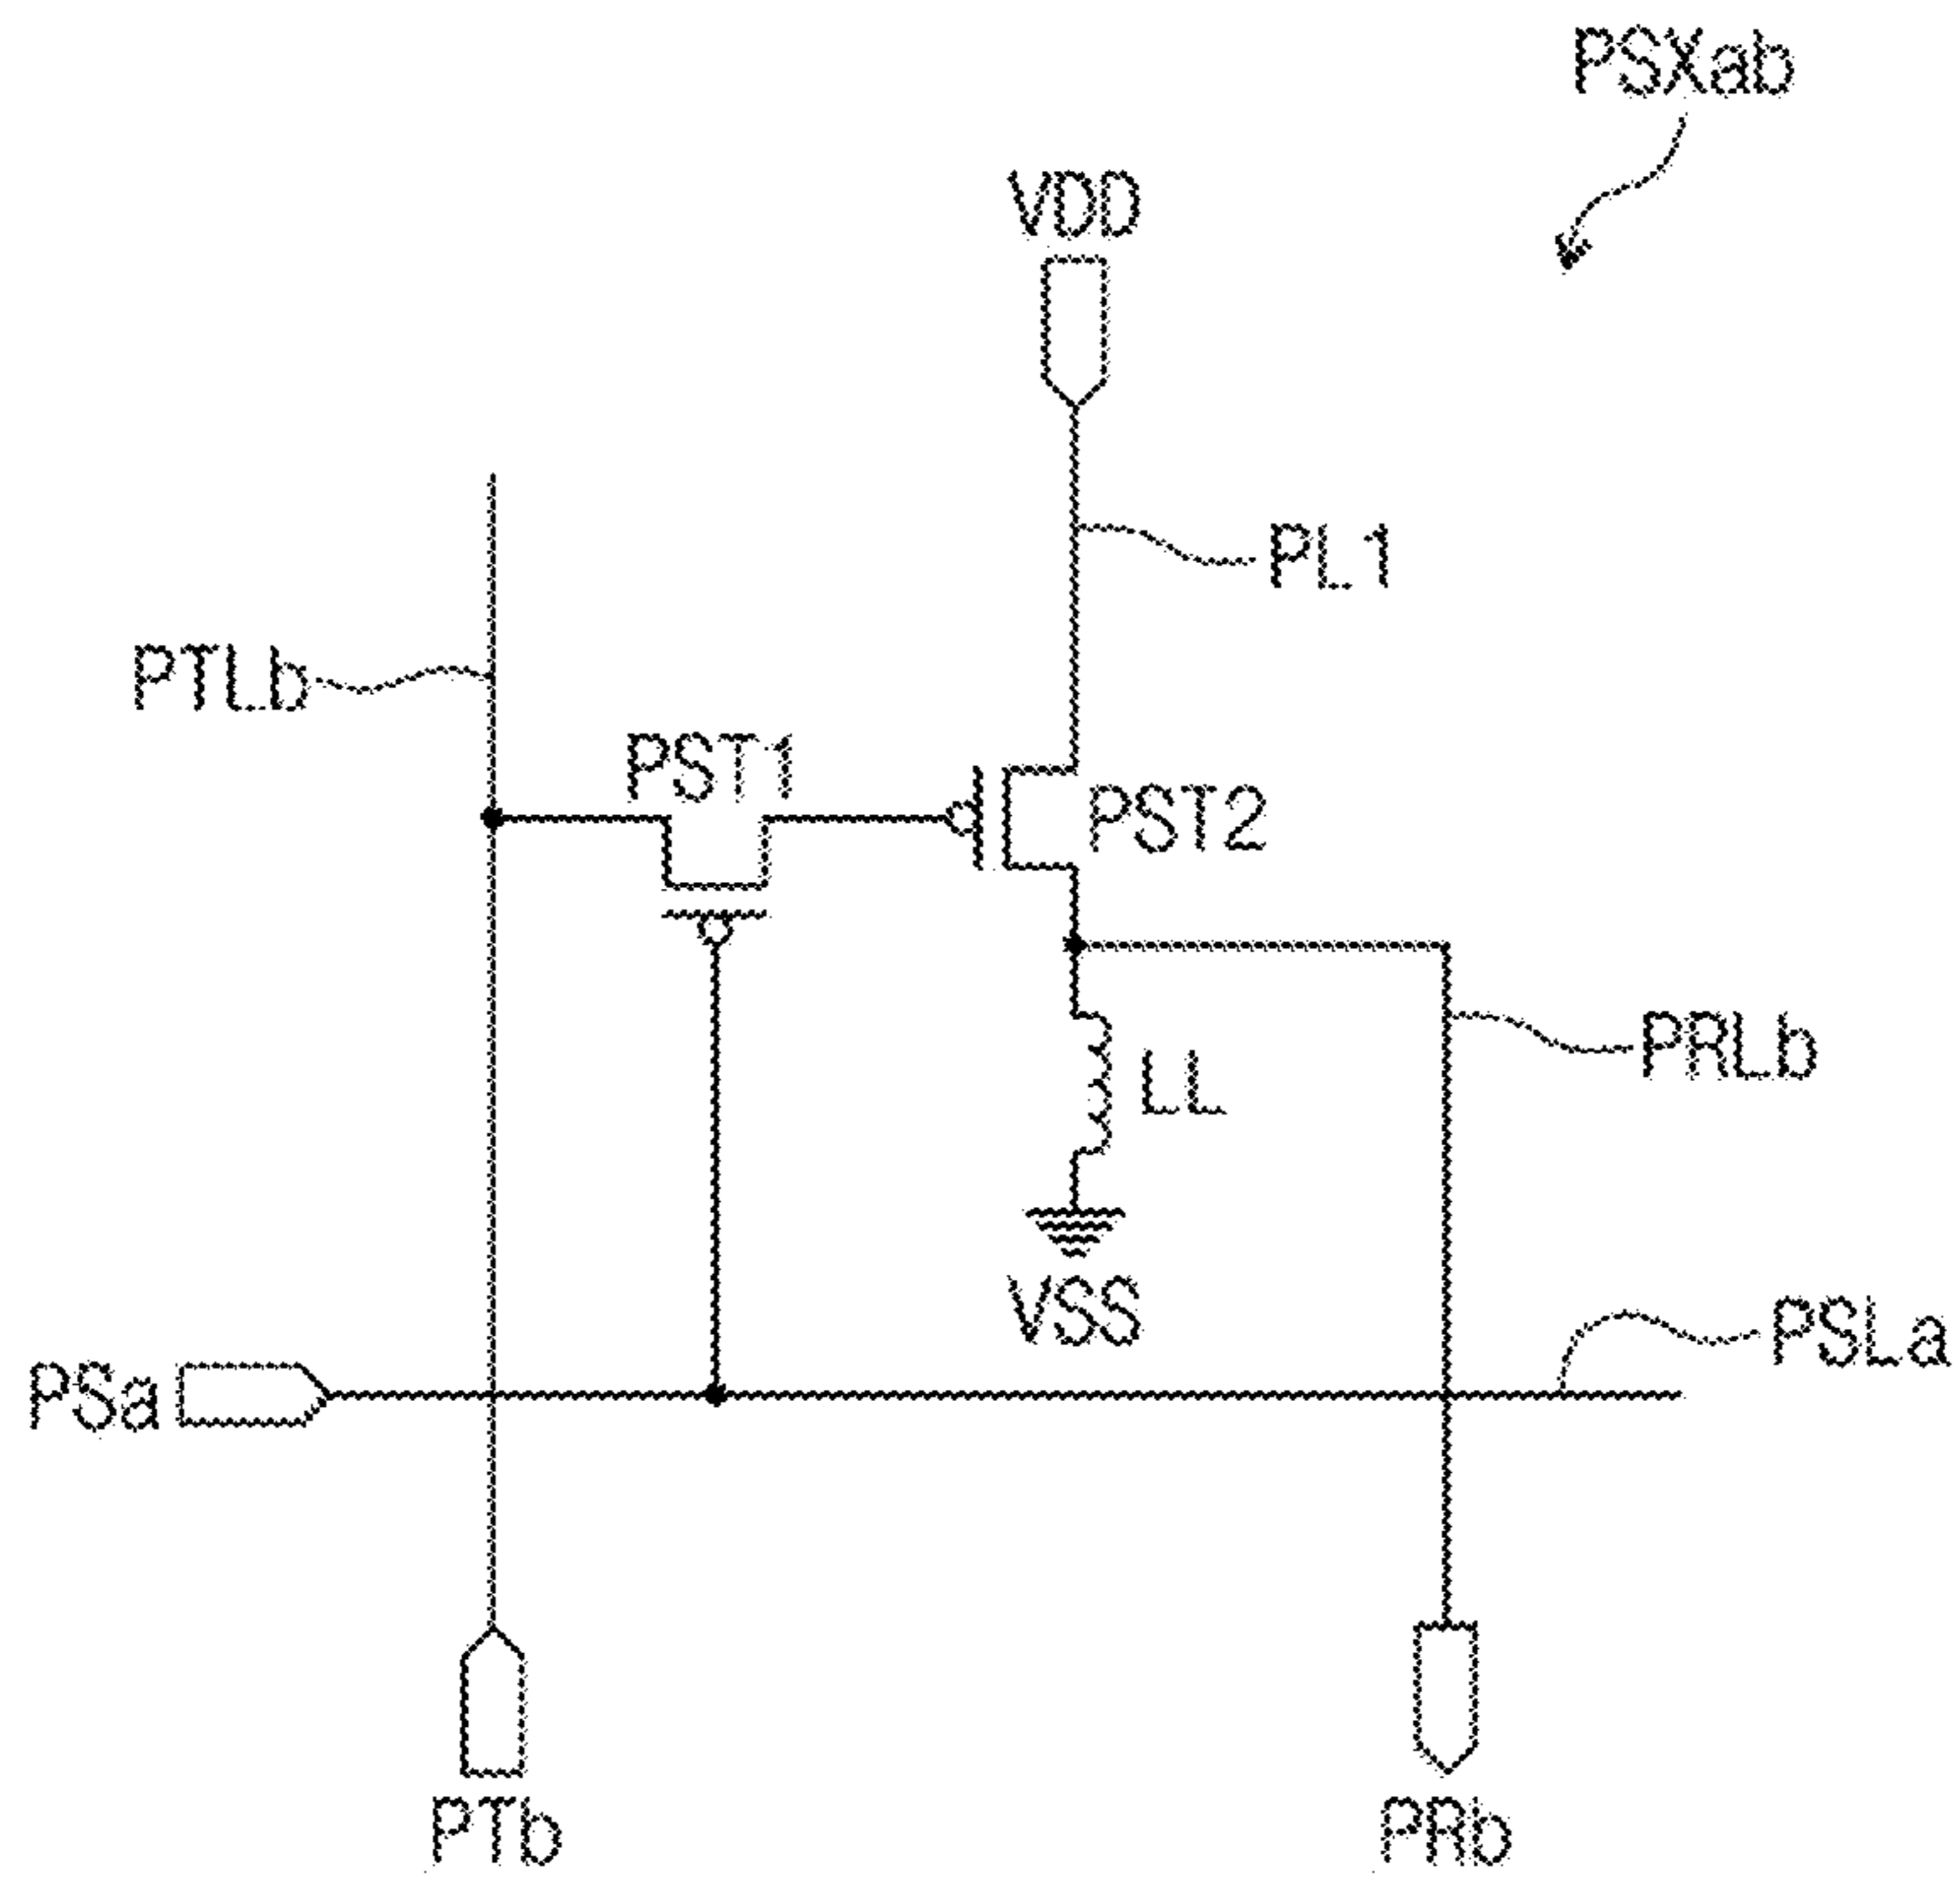 PSXab
VDD
PL1
PTLb
PST1
PST2
PRLb
LL
VSS
PSLa
PSa
PTb
PRb